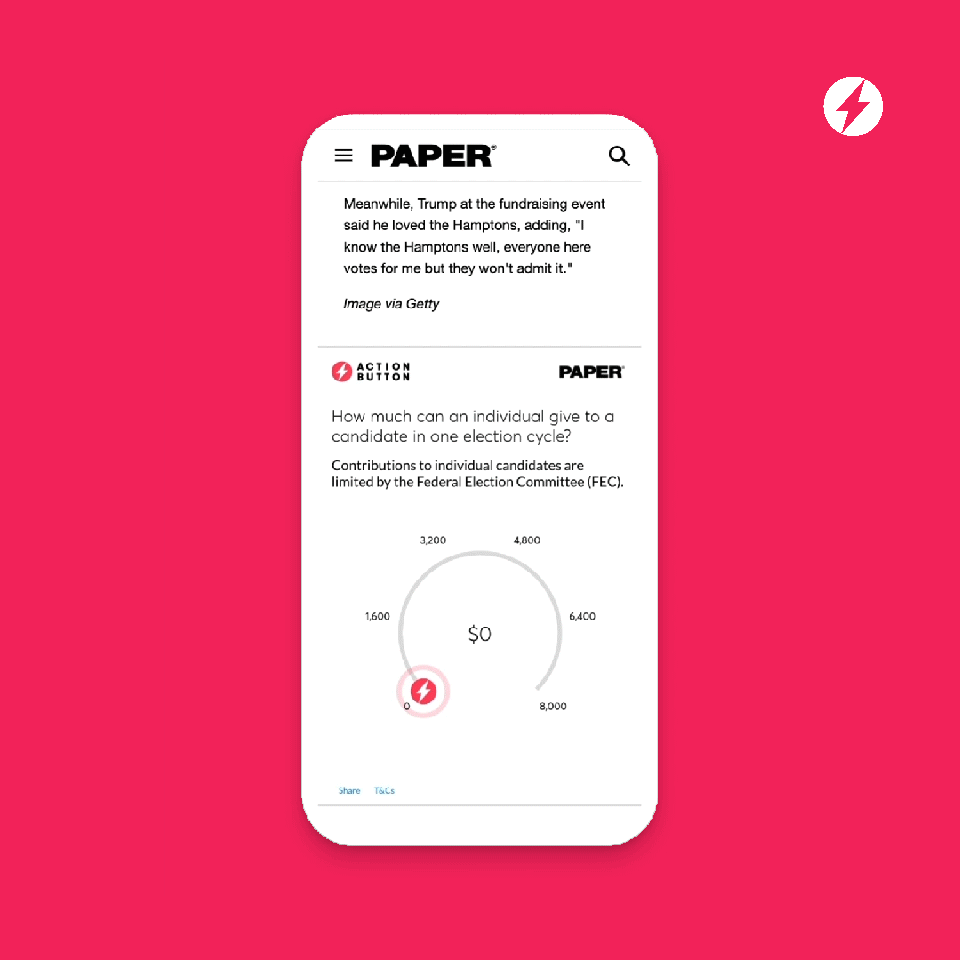 PAPER®
Meanwhile, Trump at the fundraising event
said he loved the Hamptons, adding, "I
know the Hamptons well, everyone here
votes for me but they won't admit it."
Image via Getty
ACTION
BUTTON
PAPER®
How much can an individual give to a
candidate in one election cycle?
Contributions to individual candidates are
limited by the Federal Election Committee (FEC).
3,200 4,800
1,600 6,400
$0
0 8,000
Share T&Cs